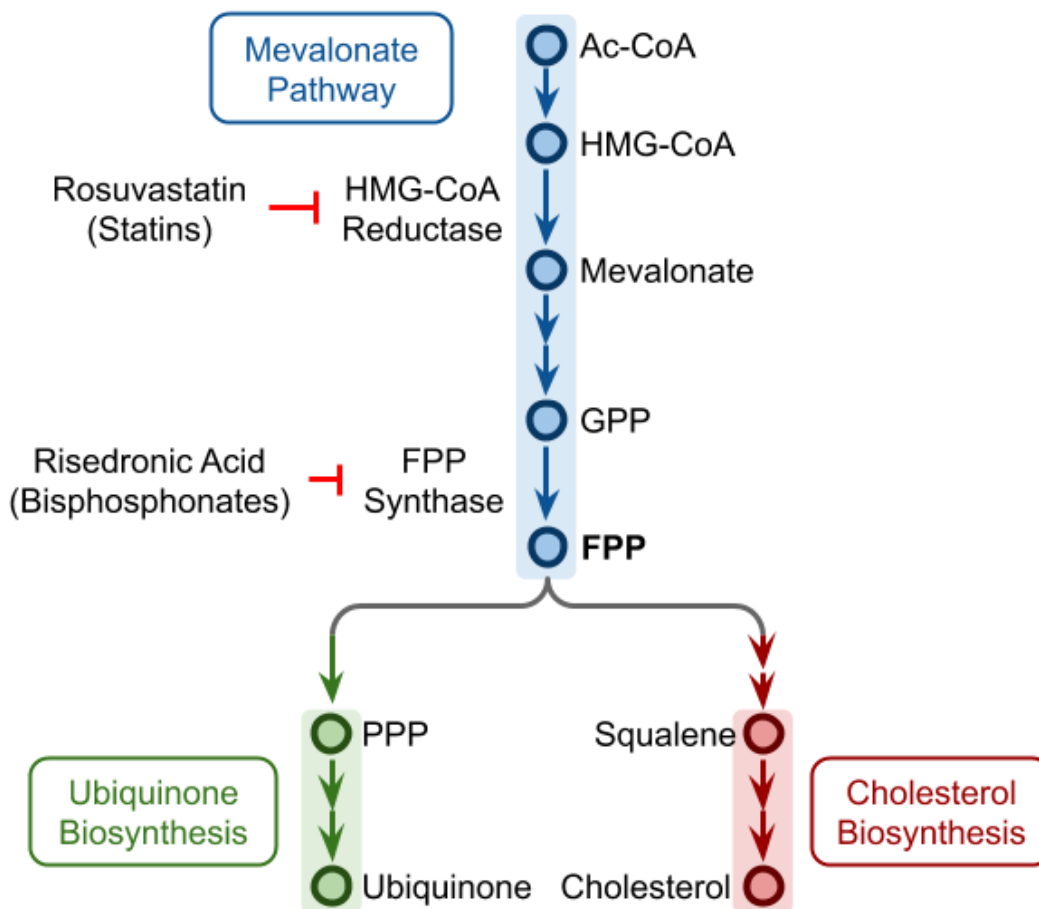 Mevalonate
Pathway
Ac-CoA
HMG-CoA
Rosuvastatin
(Statins)
HMG-CoA
Reductase
Mevalonate
GPP
Risedronic Acid
(Bisphosphonates)
FPP
Synthase
FPP
PPP
Squalene
Ubiquinone
Biosynthesis
Cholesterol
Biosynthesis
Ubiquinone
Cholesterol